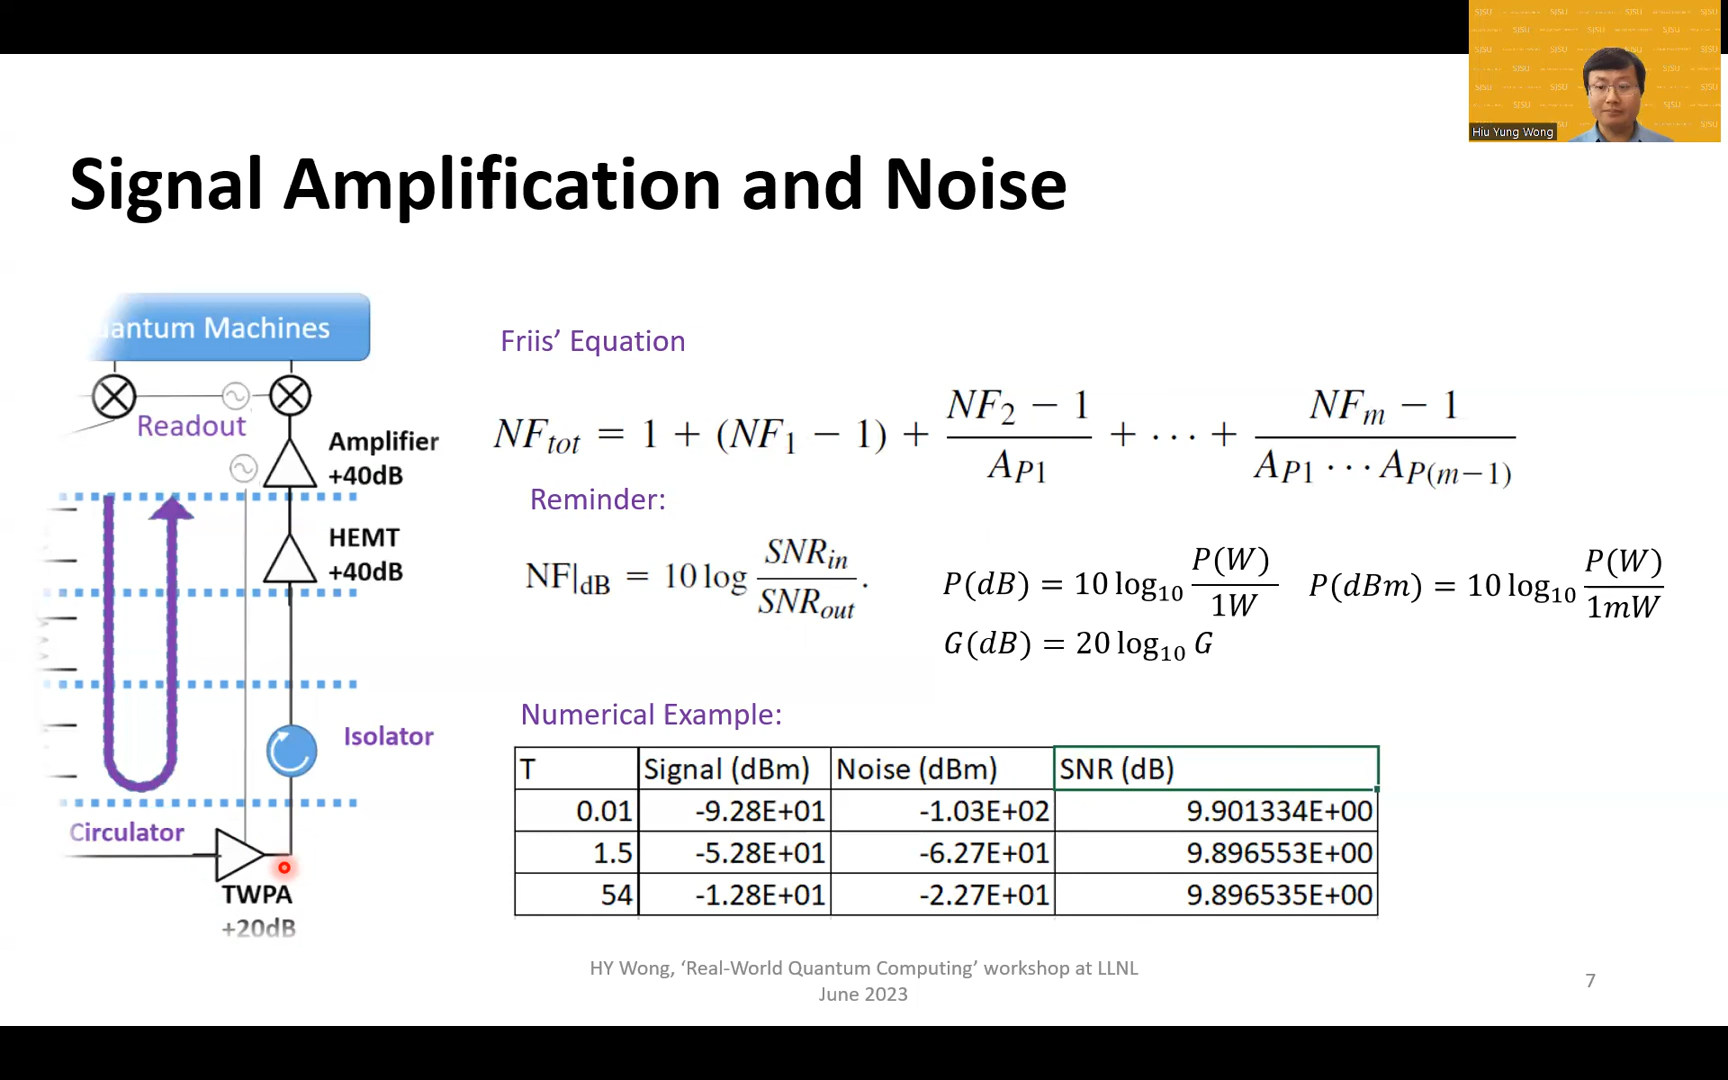 Hiu Yung Wong
Signal Amplification and Noise
uantum Machines
Readout
Amplifier
+40dB
HEMT
+40dB
Isolator
Circulator
TWPA
+20dB
Friis’ Equation
NF_tot = 1 + (NF_1 − 1) + (NF_2 − 1)/A_P1 + ⋯ + (NF_m − 1)/(A_P1 ⋯ A_P(m−1))
Reminder:
NF|_dB = 10 log SNR_in/SNR_out .
P(dB) = 10 log_10 P(W)/1W
P(dBm) = 10 log_10 P(W)/1mW
G(dB) = 20 log_10 G
Numerical Example:
T Signal (dBm) Noise (dBm) SNR (dB)
0.01 -9.28E+01 -1.03E+02 9.901334E+00
1.5 -5.28E+01 -6.27E+01 9.896553E+00
54 -1.28E+01 -2.27E+01 9.896535E+00
HY Wong, ‘Real-World Quantum Computing’ workshop at LLNL
June 2023
7